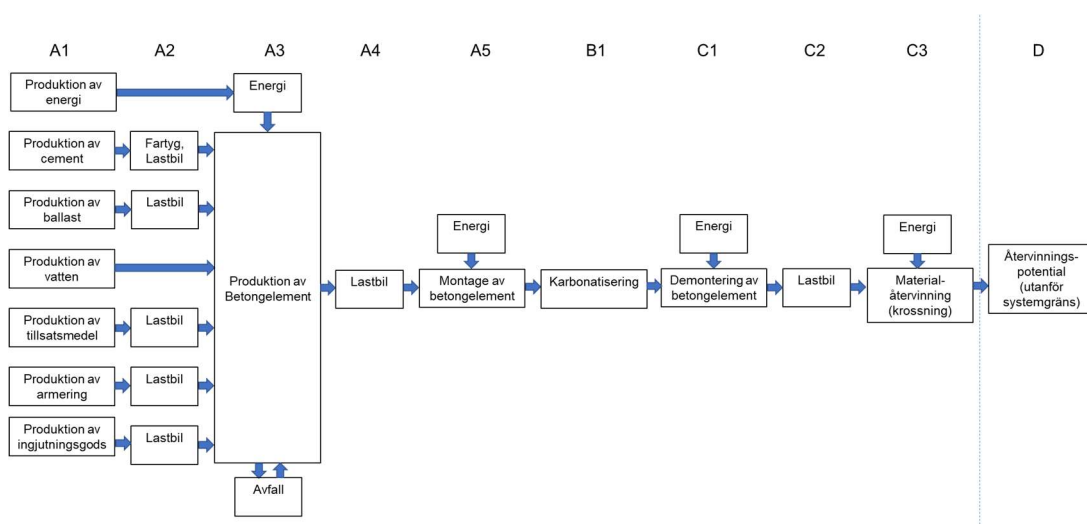 A1
A2
A3
A4
A5
B1
C1
C2
C3
D
Produktion av
energi
Energi
Produktion av
cement
Fartyg,
Lastbil
Produktion av
ballast
Lastbil
Produktion av
vatten
Produktion av
tillsatsmedel
Lastbil
Produktion av
armering
Lastbil
Produktion av
ingjutningsgods
Lastbil
Produktion av
Betongelement
Avfall
Lastbil
Energi
Montage av
betongelement
Karbonatisering
Energi
Demontering av
betongelement
Lastbil
Energi
Material-
återvinning
(krossning)
Återvinnings-
potential
(utanför
systemgräns)